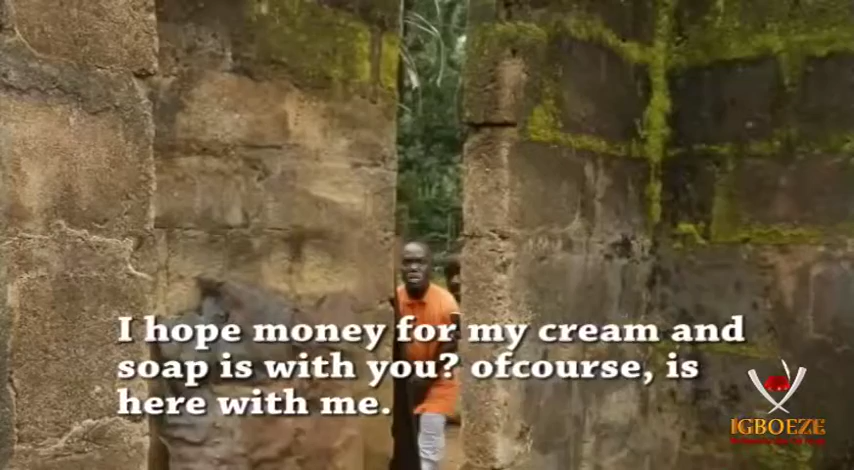 I hope money for my cream and
soap is with you? ofcourse, is
here with me.
IGBOEZE